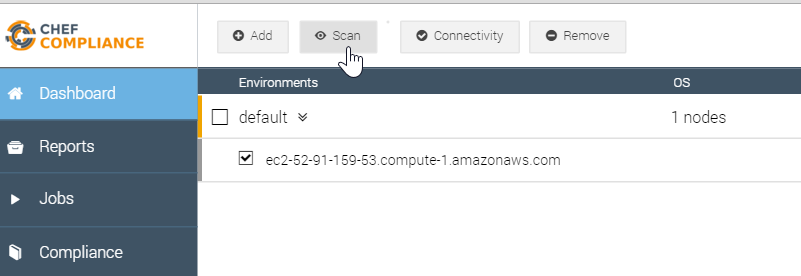 CHEF
COMPLIANCE
Add
Scan
Connectivity
Remove
Dashboard
Reports
Jobs
Compliance
Environments
OS
default
1 nodes
ec2-52-91-159-53.compute-1.amazonaws.com